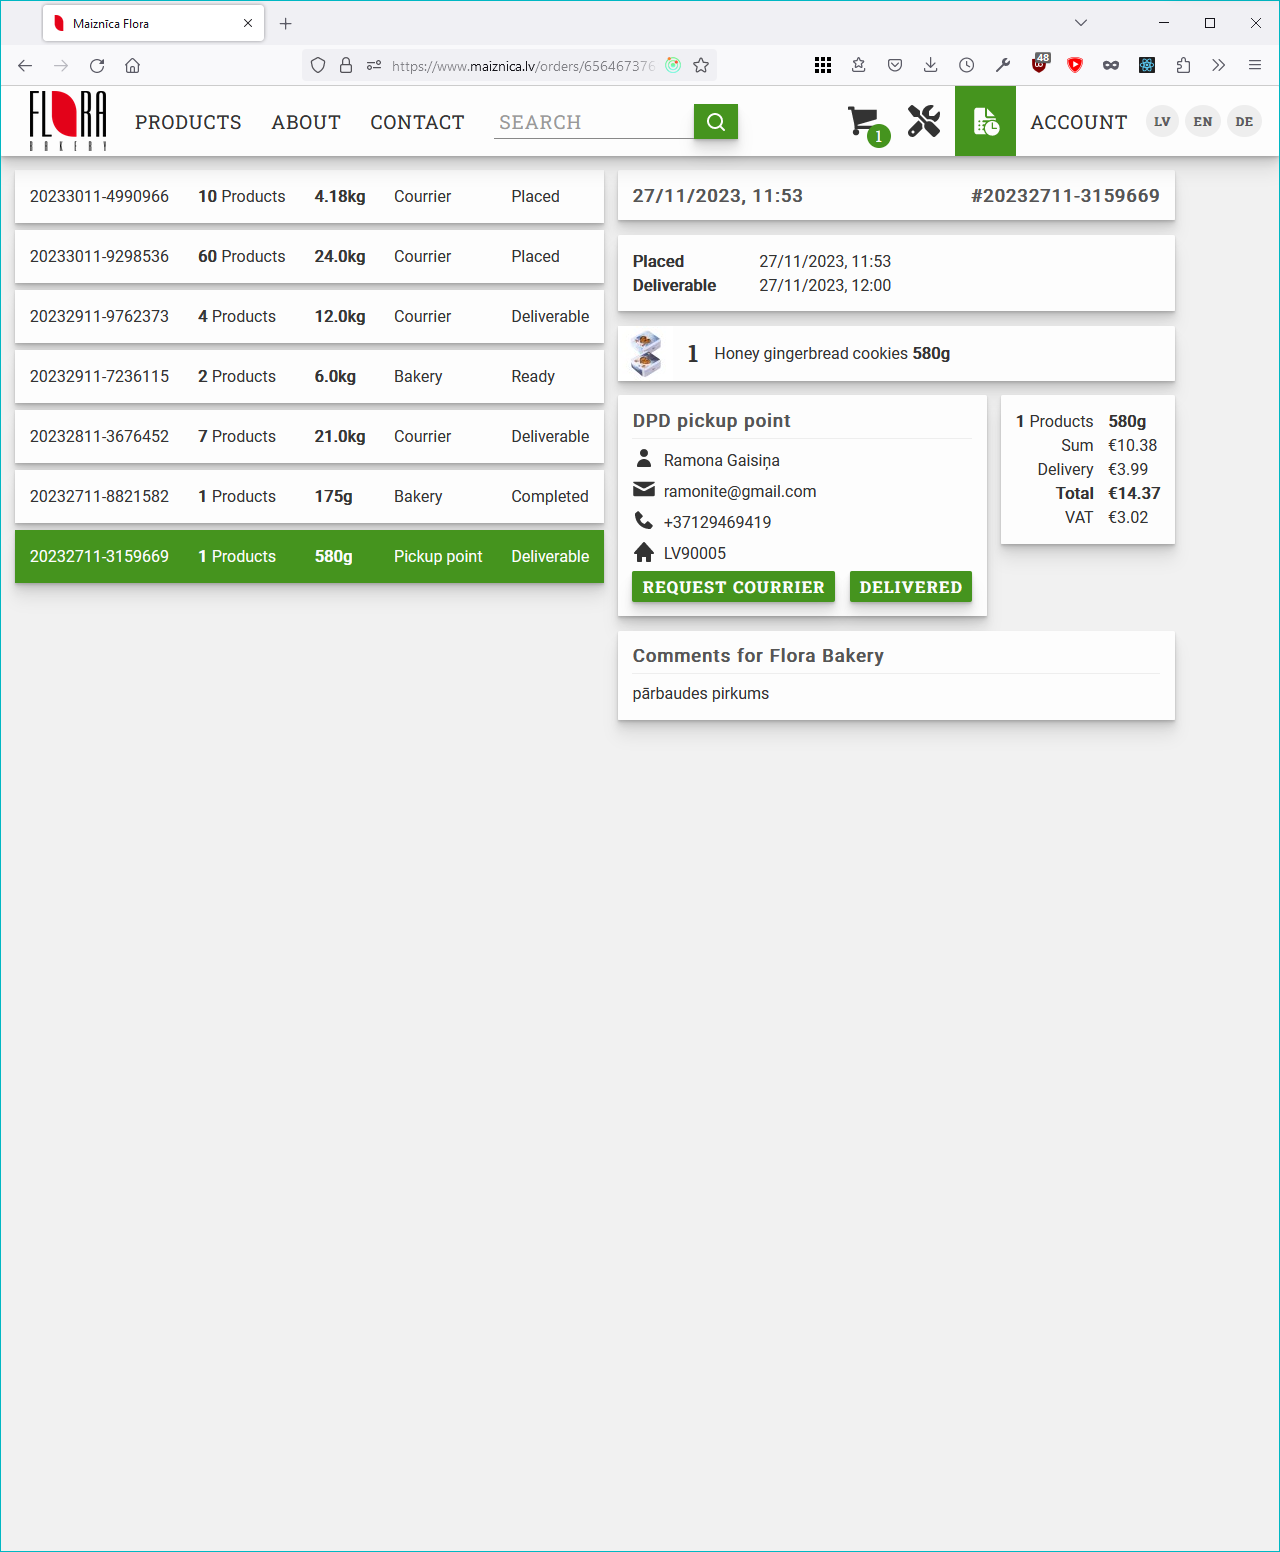 Maiznīca Flora
https://www.maiznica.lv/orders/656467376
48
FLORA
BAKERY
PRODUCTS
ABOUT
CONTACT
SEARCH
1
ACCOUNT
LV
EN
DE
20233011-4990966 10 Products 4.18kg Courrier Placed
20233011-9298536 60 Products 24.0kg Courrier Placed
20232911-9762373 4 Products 12.0kg Courrier Deliverable
20232911-7236115 2 Products 6.0kg Bakery Ready
20232811-3676452 7 Products 21.0kg Courrier Deliverable
20232711-8821582 1 Products 175g Bakery Completed
20232711-3159669 1 Products 580g Pickup point Deliverable
27/11/2023, 11:53 #20232711-3159669
Placed 27/11/2023, 11:53
Deliverable 27/11/2023, 12:00
1 Honey gingerbread cookies 580g
DPD pickup point
Ramona Gaisiņa
ramonite@gmail.com
+37129469419
LV90005
REQUEST COURRIER DELIVERED
1 Products 580g
Sum €10.38
Delivery €3.99
Total €14.37
VAT €3.02
Comments for Flora Bakery
pārbaudes pirkums